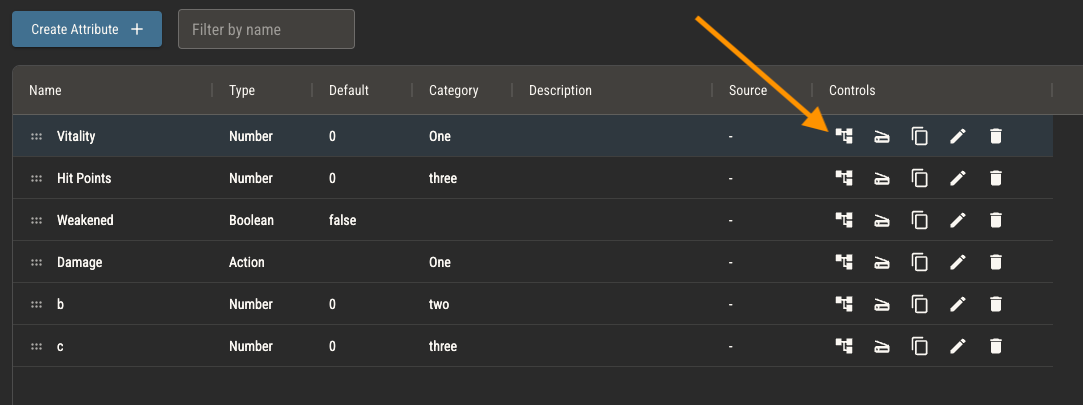 Create Attribute +
Filter by name
Name Type Default Category Description Source Controls
Vitality Number 0 One -
Hit Points Number 0 three -
Weakened Boolean false -
Damage Action One -
b Number 0 two -
c Number 0 three -